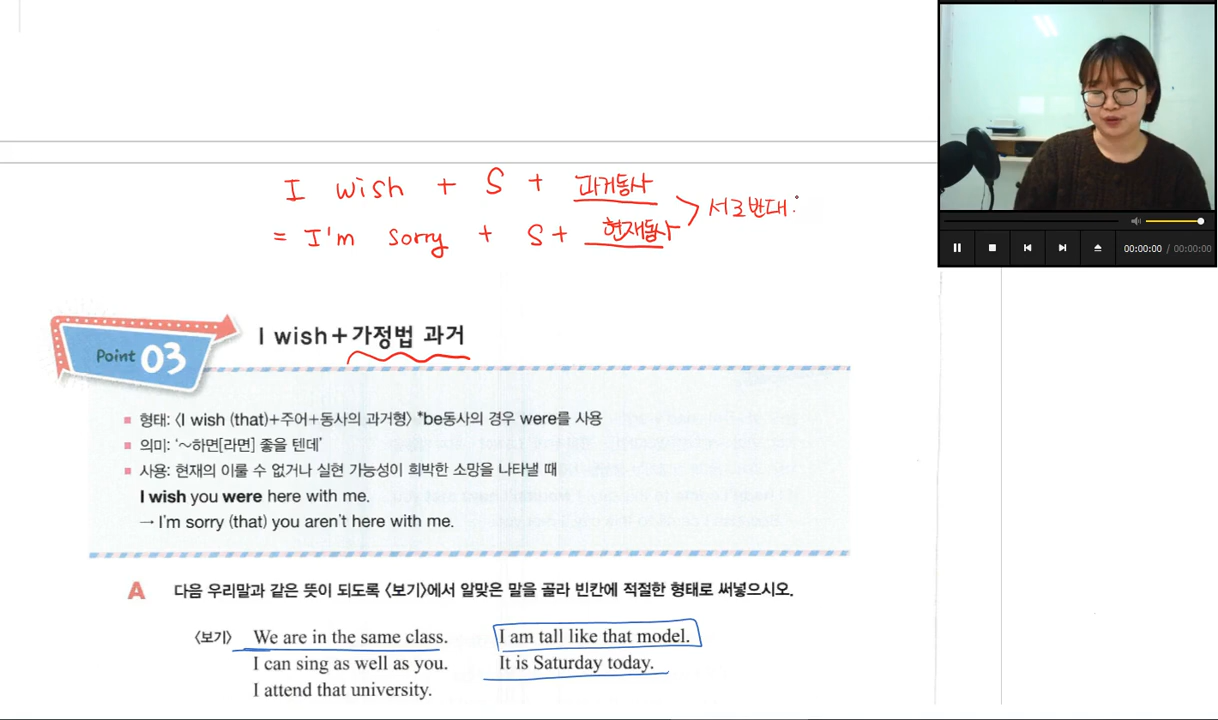 I wish + S + 과거동사
= I'm sorry + S + 현재동사
서로반대:
00:00:00 / 00:00:00
Point 03
I wish+가정법 과거
형태: 〈I wish (that)+주어+동사의 과거형〉 *be동사의 경우 were를 사용
의미: '~하면[라면] 좋을 텐데'
사용: 현재의 이룰 수 없거나 실현 가능성이 희박한 소망을 나타낼 때
I wish you were here with me.
→ I'm sorry (that) you aren't here with me.
A 다음 우리말과 같은 뜻이 되도록 〈보기〉에서 알맞은 말을 골라 빈칸에 적절한 형태로 써넣으시오.
〈보기〉 We are in the same class. I am tall like that model.
I can sing as well as you. It is Saturday today.
I attend that university.